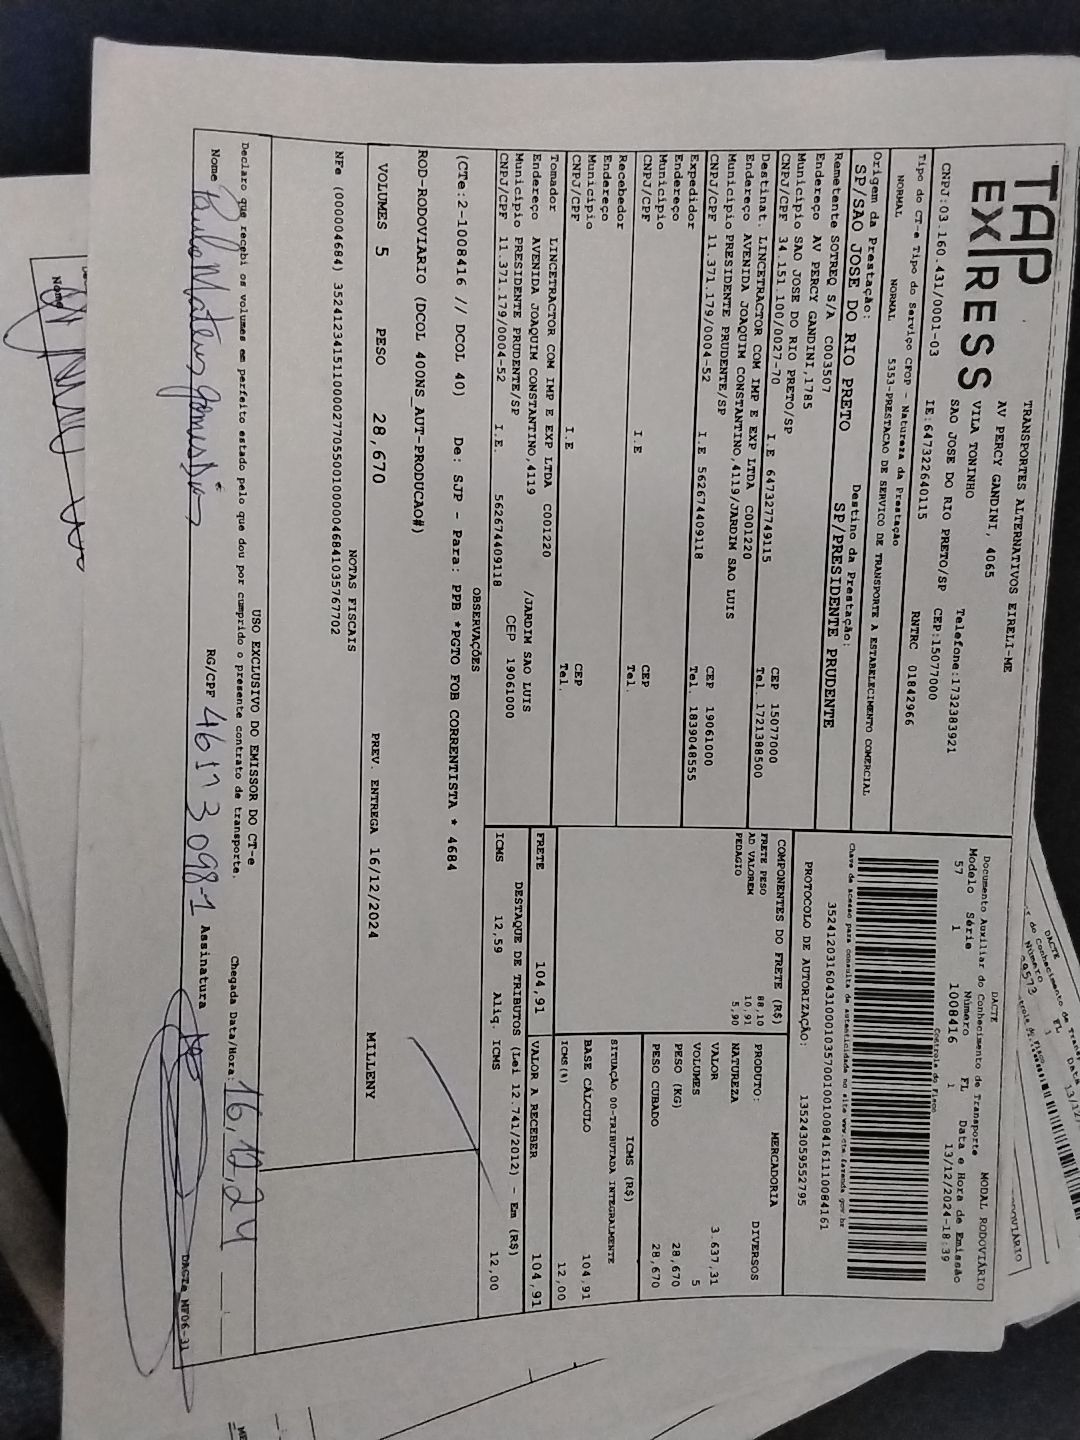 TAP
EXPRESS
TRANSPORTES ALTERNATIVOS EIRELI-ME
AV PERCY GANDINI, 4065
VILA TONINHO Telefone:1732383921
SAO JOSE DO RIO PRETO/SP CEP:15077000
CNPJ:03.160.431/0001-03 IE:647322640115 RNTRC 01842966
Tipo do CT-e Tipo do Serviço CFOP - Natureza da Prestação
NORMAL NORMAL 5353-PRESTACAO DE SERVICO DE TRANSPORTE A ESTABELECIMENTO COMERCIAL
Origem da Prestação: Destino da Prestação:
SP/SAO JOSE DO RIO PRETO SP/PRESIDENTE PRUDENTE
Remetente SOTREQ S/A C003507
Endereço AV PERCY GANDINI,1785
Município SAO JOSE DO RIO PRETO/SP CEP 15077000
CNPJ/CPF 34.151.100/0027-70 I.E 647327749115 Tel. 1721388500
Destinat. LINCETRACTOR COM IMP E EXP LTDA C001220
Endereço AVENIDA JOAQUIM CONSTANTINO,4119/JARDIM SAO LUIS
Município PRESIDENTE PRUDENTE/SP CEP 19061000
CNPJ/CPF 11.371.179/0004-52 I.E 562674409118 Tel 1839048555
Expedidor
Endereço
Município CEP
CNPJ/CPF I.E Tel.
Recebedor
Endereço
Município CEP
CNPJ/CPF I.E Tel.
Tomador LINCETRACTOR COM IMP E EXP LTDA C001220
Endereço AVENIDA JOAQUIM CONSTANTINO,4119 /JARDIM SAO LUIS
Município PRESIDENTE PRUDENTE/SP CEP 19061000
CNPJ/CPF 11.371.179/0004-52 I.E. 562674409118
OBSERVAÇÕES
(CTe:2-1008416 // DCOL 40) De: SJP - Para: PPB *PGTO FOB CORRENTISTA * 4684
ROD-RODOVIARIO (DCOL 400NS_AUT-PRODUCAO#)
VOLUMES 5 PESO 28,670 PREV. ENTREGA 16/12/2024 MILLENY
NOTAS FISCAIS
NFe (000004684) 35241234151100002770550010000046841035767702
DACTE MODAL RODOVIÁRIO
Documento Auxiliar do Conhecimento de Transporte
Modelo Série Número FL Data e Hora de Emissão
57 1 1008416 1 13/12/2024-18:39
Controle do Fisco
Chave de acesso para consulta de autenticidade no site www.cte.fazenda.gov.br
35241203160431000103570010010084161110084161
PROTOCOLO DE AUTORIZAÇÃO: 135243059552795
COMPONENTES DO FRETE (R$)
FRETE PESO 88,10
AD VALOREM 10,91
PEDAGIO 5,90
MERCADORIA
PRODUTO: DIVERSOS
NATUREZA
VALOR 3.637,31
VOLUMES 5
PESO (KG) 28,670
PESO CUBADO 28,670
ICMS (R$)
SITUAÇÃO 00-TRIBUTADA INTEGRALMENTE
BASE CÁLCULO 104,91
ICMS(%) 12,00
FRETE 104,91 VALOR A RECEBER 104,91
DESTAQUE DE TRIBUTOS (Lei 12.741/2012) - Em (R$)
ICMS 12,59 Aliq. ICMS 12,00
USO EXCLUSIVO DO EMISSOR DO CT-e
Declaro que recebi os volumes em perfeito estado pelo que dou por cumprido o presente contrato de transporte.
Chegada Data/Hora: 16,12,24
Nome RG/CPF 46173098-1 Assinatura
DACTE MF06-31
Nome
DACTE
Número FL
RODOVIÁRIO